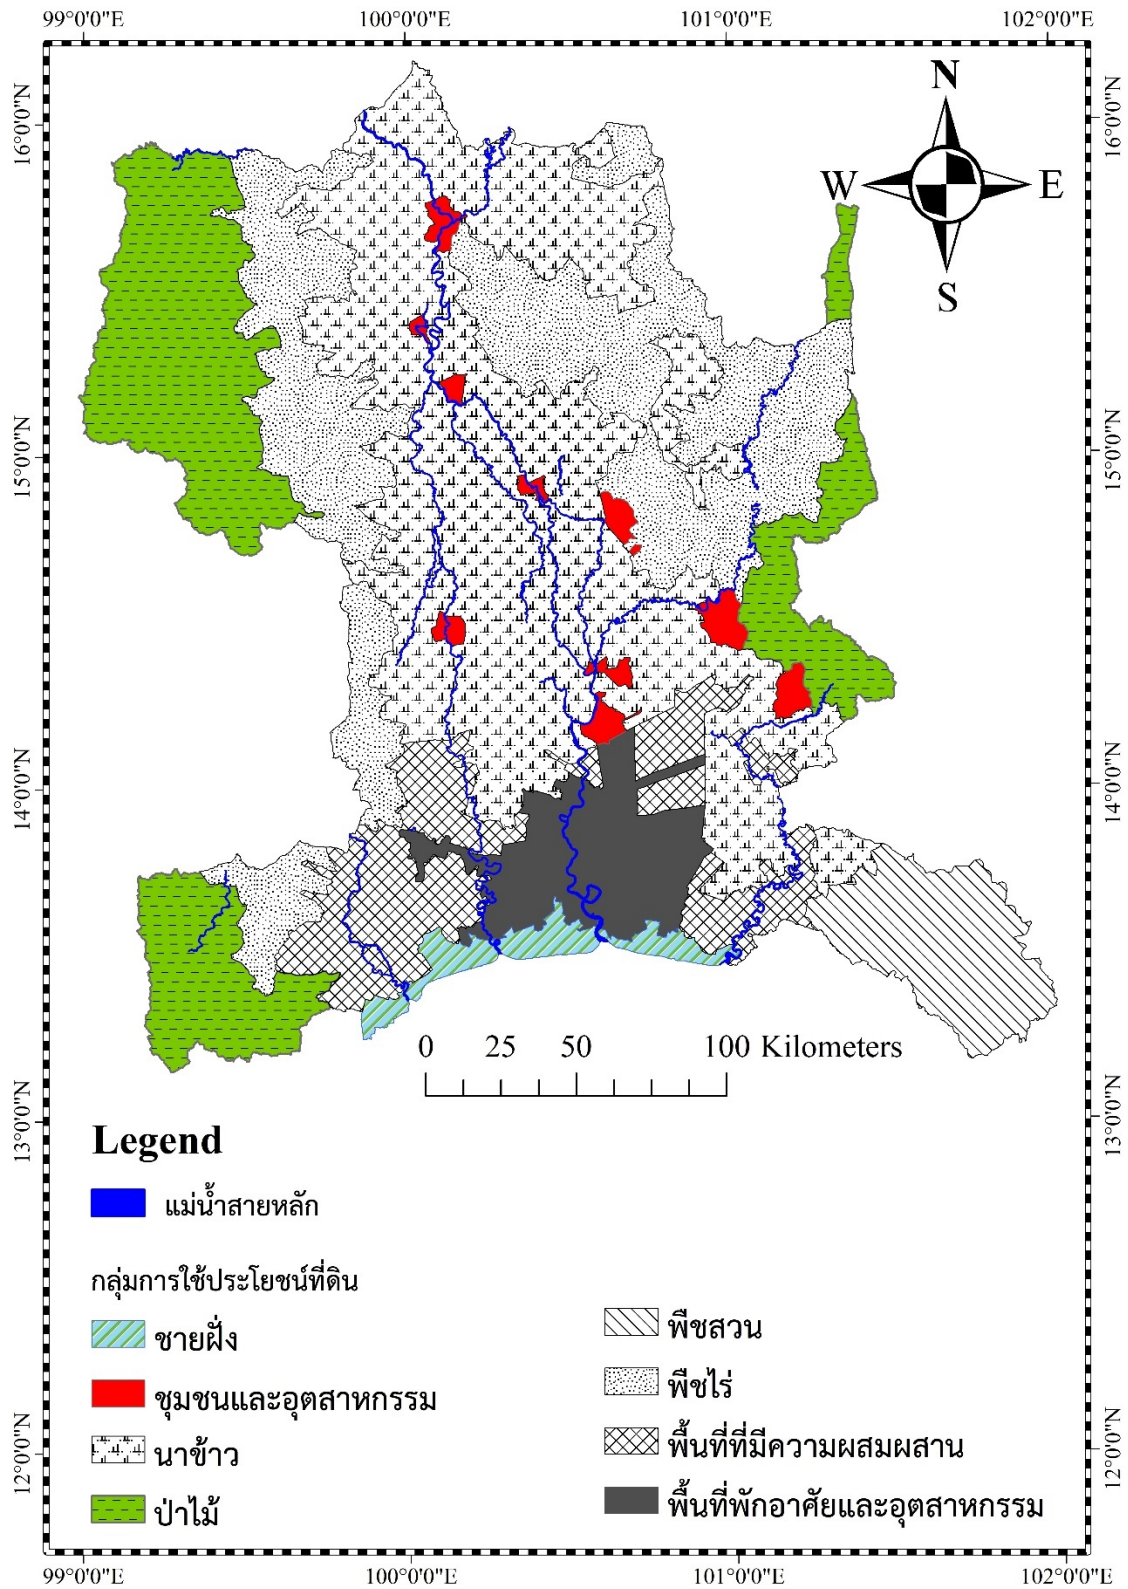 99°0'0"E 100°0'0"E 101°0'0"E 102°0'0"E
N
16°0'0"N 16°0'0"N
W E
S
15°0'0"N 15°0'0"N
14°0'0"N 14°0'0"N
0 25 50 100 Kilometers
13°0'0"N 13°0'0"N
Legend
แม่น้ำสายหลัก
กลุ่มการใช้ประโยชน์ที่ดิน
ชายฝั่ง
ชุมชนและอุตสาหกรรม
นาข้าว
ป่าไม้
พืชสวน
พืชไร่
พื้นที่ที่มีความผสมผสาน
พื้นที่พักอาศัยและอุตสาหกรรม
12°0'0"N 12°0'0"N
99°0'0"E 100°0'0"E 101°0'0"E 102°0'0"E